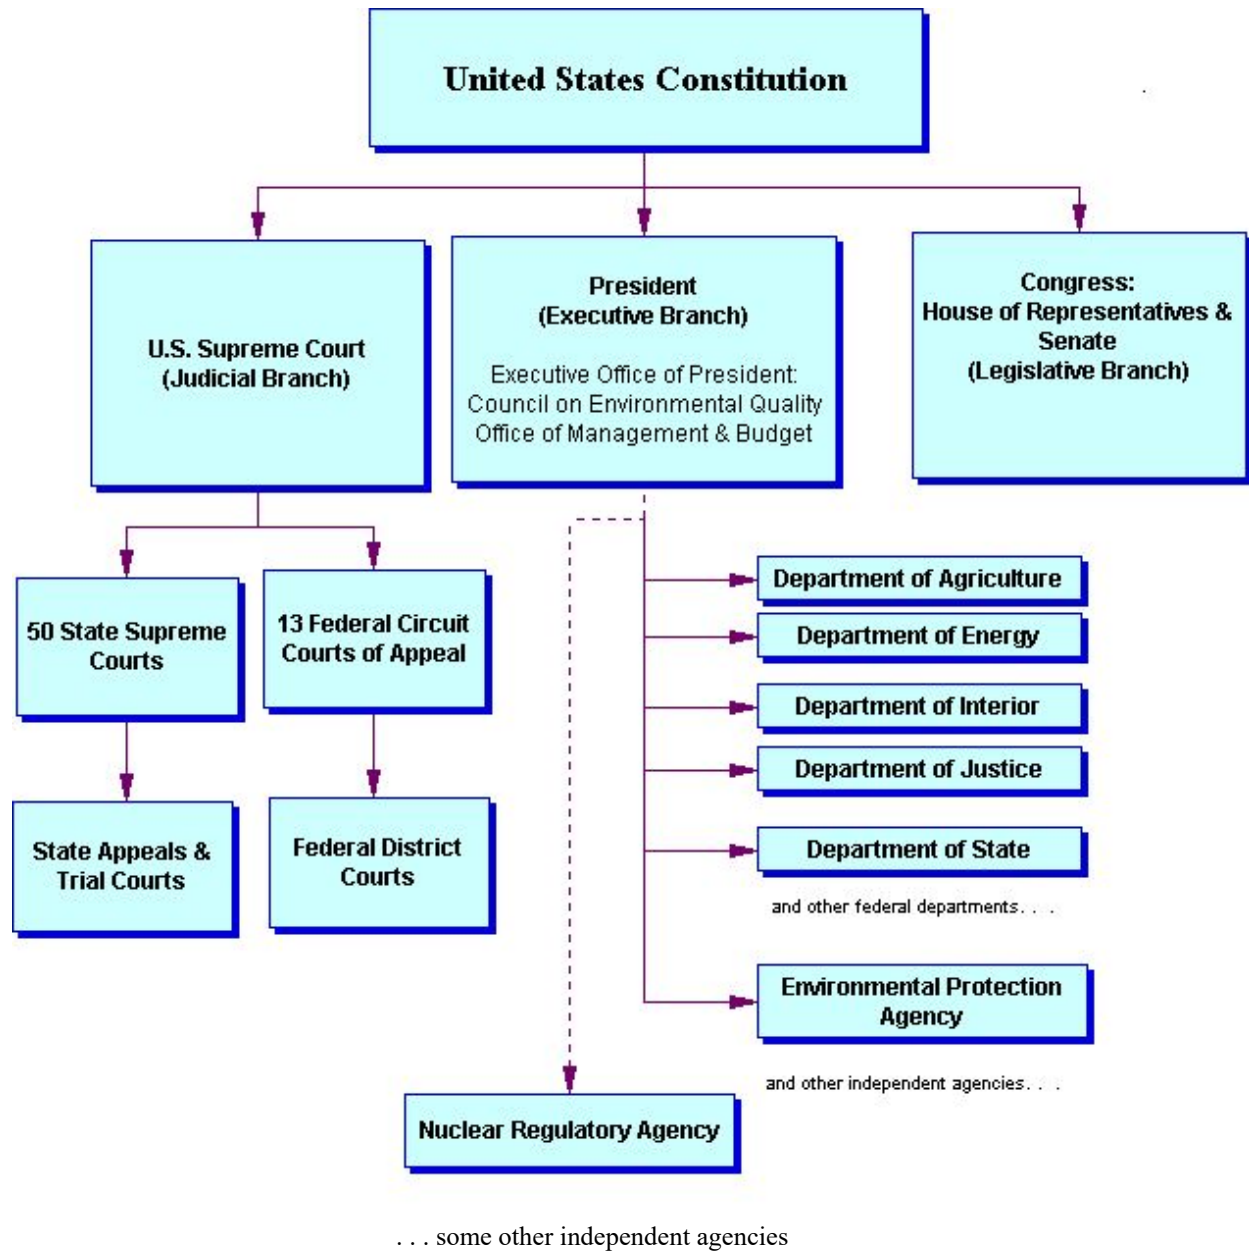 United States Constitution
U.S. Supreme Court
(Judicial Branch)
President
(Executive Branch)
Executive Office of President:
Council on Environmental Quality
Office of Management & Budget
Congress:
House of Representatives &
Senate
(Legislative Branch)
50 State Supreme
Courts
13 Federal Circuit
Courts of Appeal
State Appeals &
Trial Courts
Federal District
Courts
Department of Agriculture
Department of Energy
Department of Interior
Department of Justice
Department of State
and other federal departments. . . .
Environmental Protection
Agency
and other independent agencies. . . .
Nuclear Regulatory Agency
. . . some other independent agencies